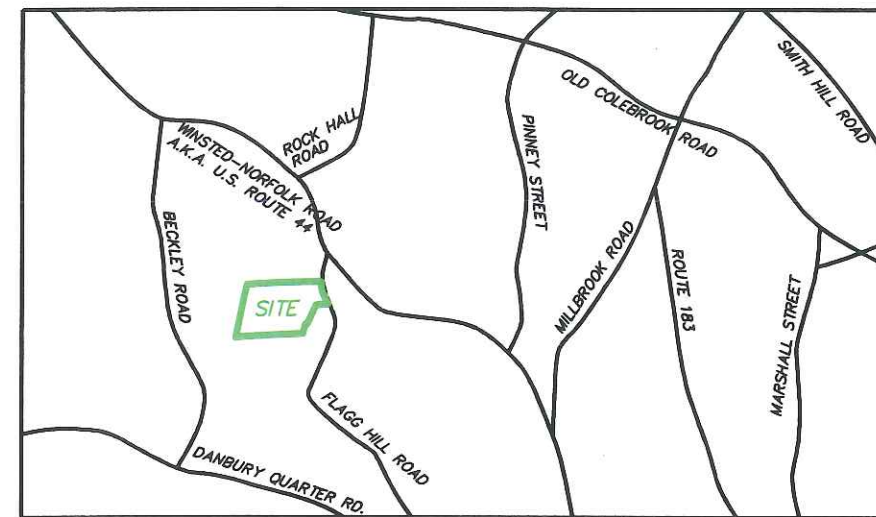 SMITH HILL ROAD
OLD COLEBROOK ROAD
PINNEY STREET
ROCK HALL
ROAD
WINSTED-NORFOLK ROAD
A.K.A. U.S. ROUTE 44
BECKLEY ROAD
MILLBROOK ROAD
ROUTE 183
SITE
MARSHALL STREET
FLAGG HILL ROAD
DANBURY QUARTER RD.